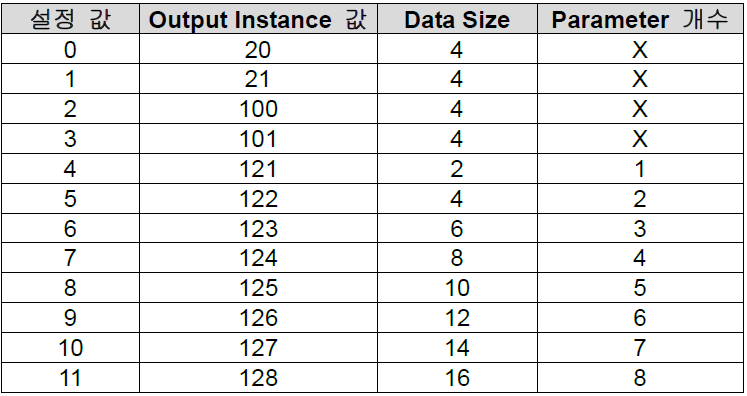 설정 값 Output Instance 값 Data Size Parameter 개수
0 20 4 X
1 21 4 X
2 100 4 X
3 101 4 X
4 121 2 1
5 122 4 2
6 123 6 3
7 124 8 4
8 125 10 5
9 126 12 6
10 127 14 7
11 128 16 8